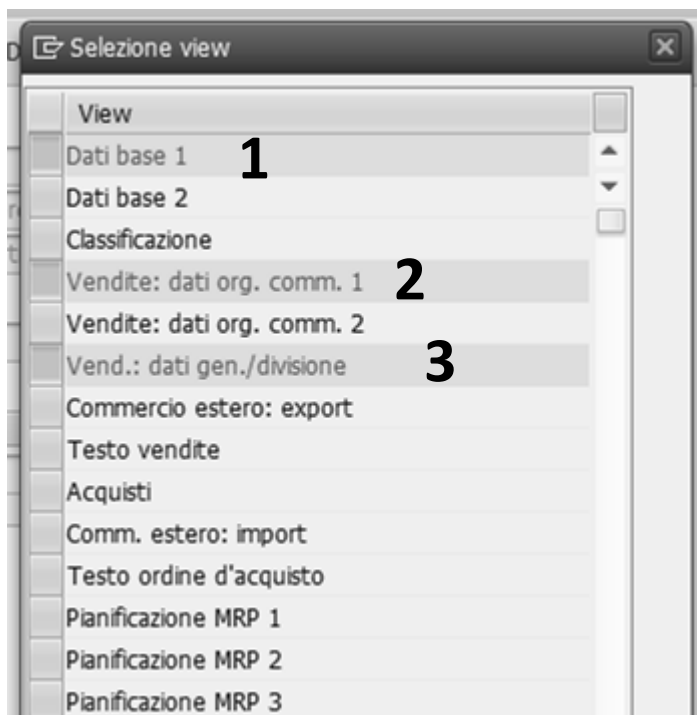 Selezione view
View
Dati base 1 1
Dati base 2
Classificazione
Vendite: dati org. comm. 1 2
Vendite: dati org. comm. 2
Vend.: dati gen./divisione 3
Commercio estero: export
Testo vendite
Acquisti
Comm. estero: import
Testo ordine d'acquisto
Pianificazione MRP 1
Pianificazione MRP 2
Pianificazione MRP 3